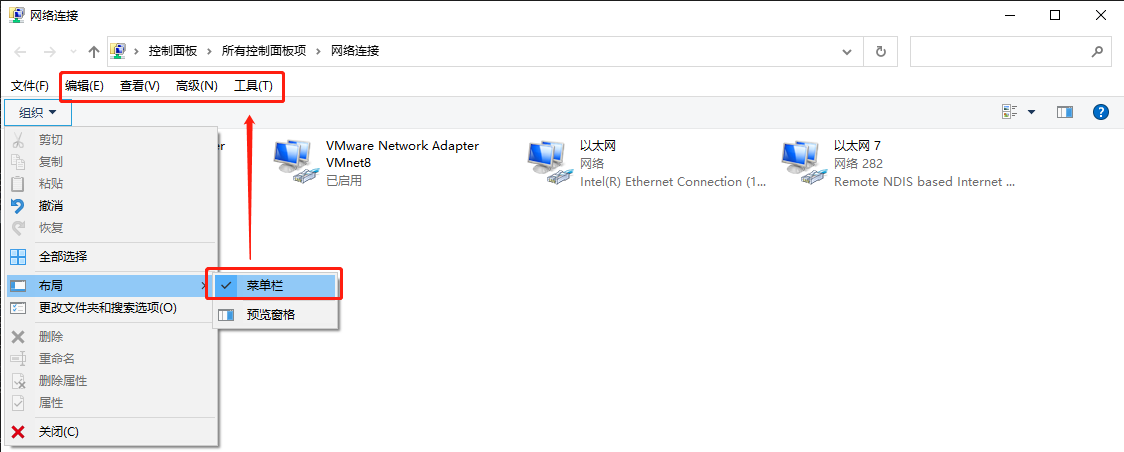 网络连接
控制面板 > 所有控制面板项 > 网络连接
文件(F) 编辑(E) 查看(V) 高级(N) 工具(T)
组织
剪切
复制
粘贴
撤消
恢复
全部选择
布局
更改文件夹和搜索选项(O)
删除
重命名
删除属性
属性
关闭(C)
菜单栏
预览窗格
er
VMware Network Adapter
VMnet8
已启用
以太网
网络
Intel(R) Ethernet Connection (1...
以太网 7
网络 282
Remote NDIS based Internet ...